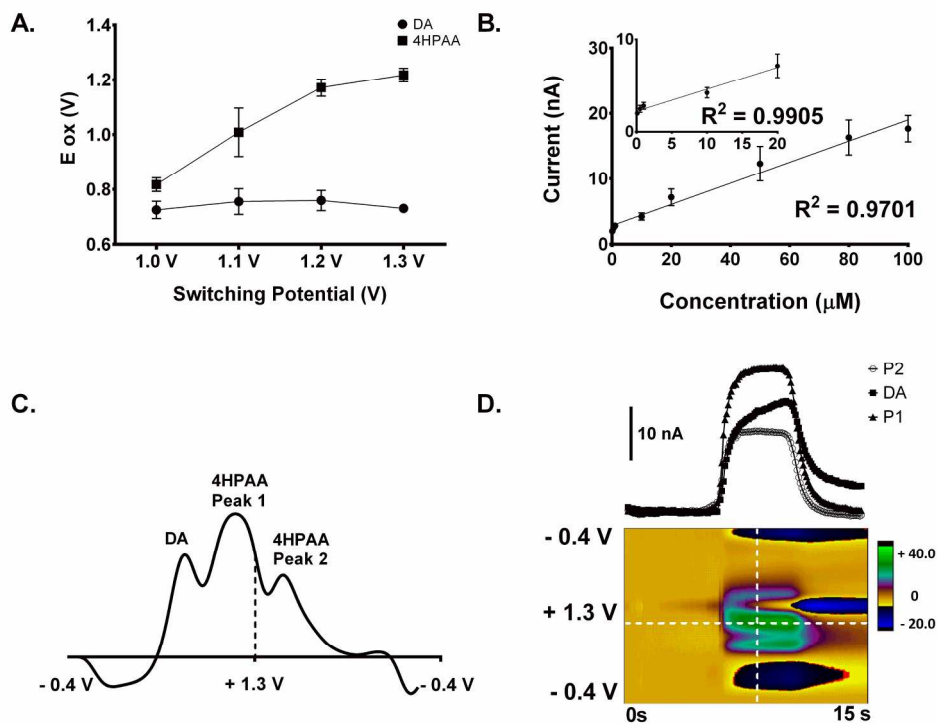 A.
DA
4HPAA
1.4
1.2
1.0
0.8
0.6
E ox (V)
1.0 V 1.1 V 1.2 V 1.3 V
Switching Potential (V)
B.
30
20
10
0
Current (nA)
10
0
0 5 10 15 20
R² = 0.9905
R² = 0.9701
0 20 40 60 80 100
Concentration (μM)
C.
4HPAA
Peak 1
DA
4HPAA
Peak 2
- 0.4 V + 1.3 V - 0.4 V
D.
P2
DA
P1
10 nA
- 0.4 V
+ 1.3 V
- 0.4 V
+ 40.0
0
- 20.0
0s 15 s